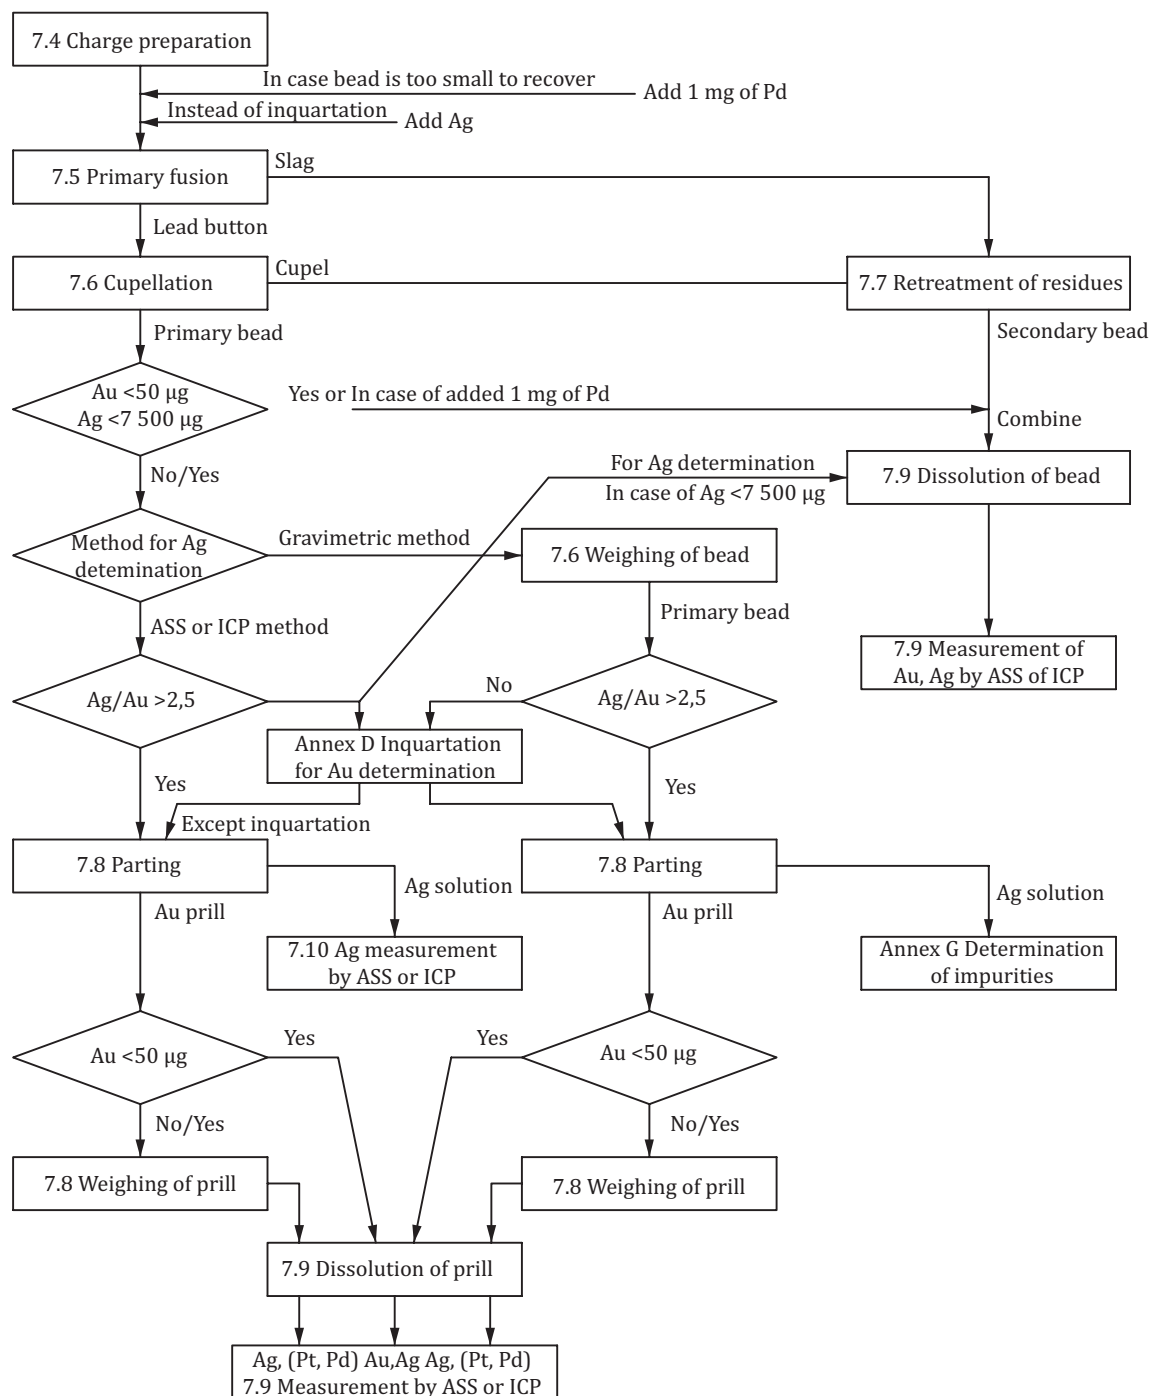 7.4 Charge preparation
In case bead is too small to recover
Add 1 mg of Pd
Instead of inquartation
Add Ag
7.5 Primary fusion
Slag
Lead button
7.6 Cupellation
Cupel
7.7 Retreatment of residues
Primary bead
Secondary bead
Au <50 µg
Ag <7 500 µg
Yes or In case of added 1 mg of Pd
Combine
No/Yes
For Ag determination
In case of Ag <7 500 µg
7.9 Dissolution of bead
Method for Ag
detemination
Gravimetric method
7.6 Weighing of bead
ASS or ICP method
Primary bead
7.9 Measurement of
Au, Ag by ASS of ICP
Ag/Au >2,5
No
Ag/Au >2,5
Annex D Inquartation
for Au determination
Yes
Yes
Except inquartation
7.8 Parting
7.8 Parting
Ag solution
Ag solution
Au prill
Au prill
7.10 Ag measurement
by ASS or ICP
Annex G Determination
of impurities
Au <50 µg
Yes
Yes
Au <50 µg
No/Yes
No/Yes
7.8 Weighing of prill
7.8 Weighing of prill
7.9 Dissolution of prill
Ag, (Pt, Pd) Au,Ag Ag, (Pt, Pd)
7.9 Measurement by ASS or ICP